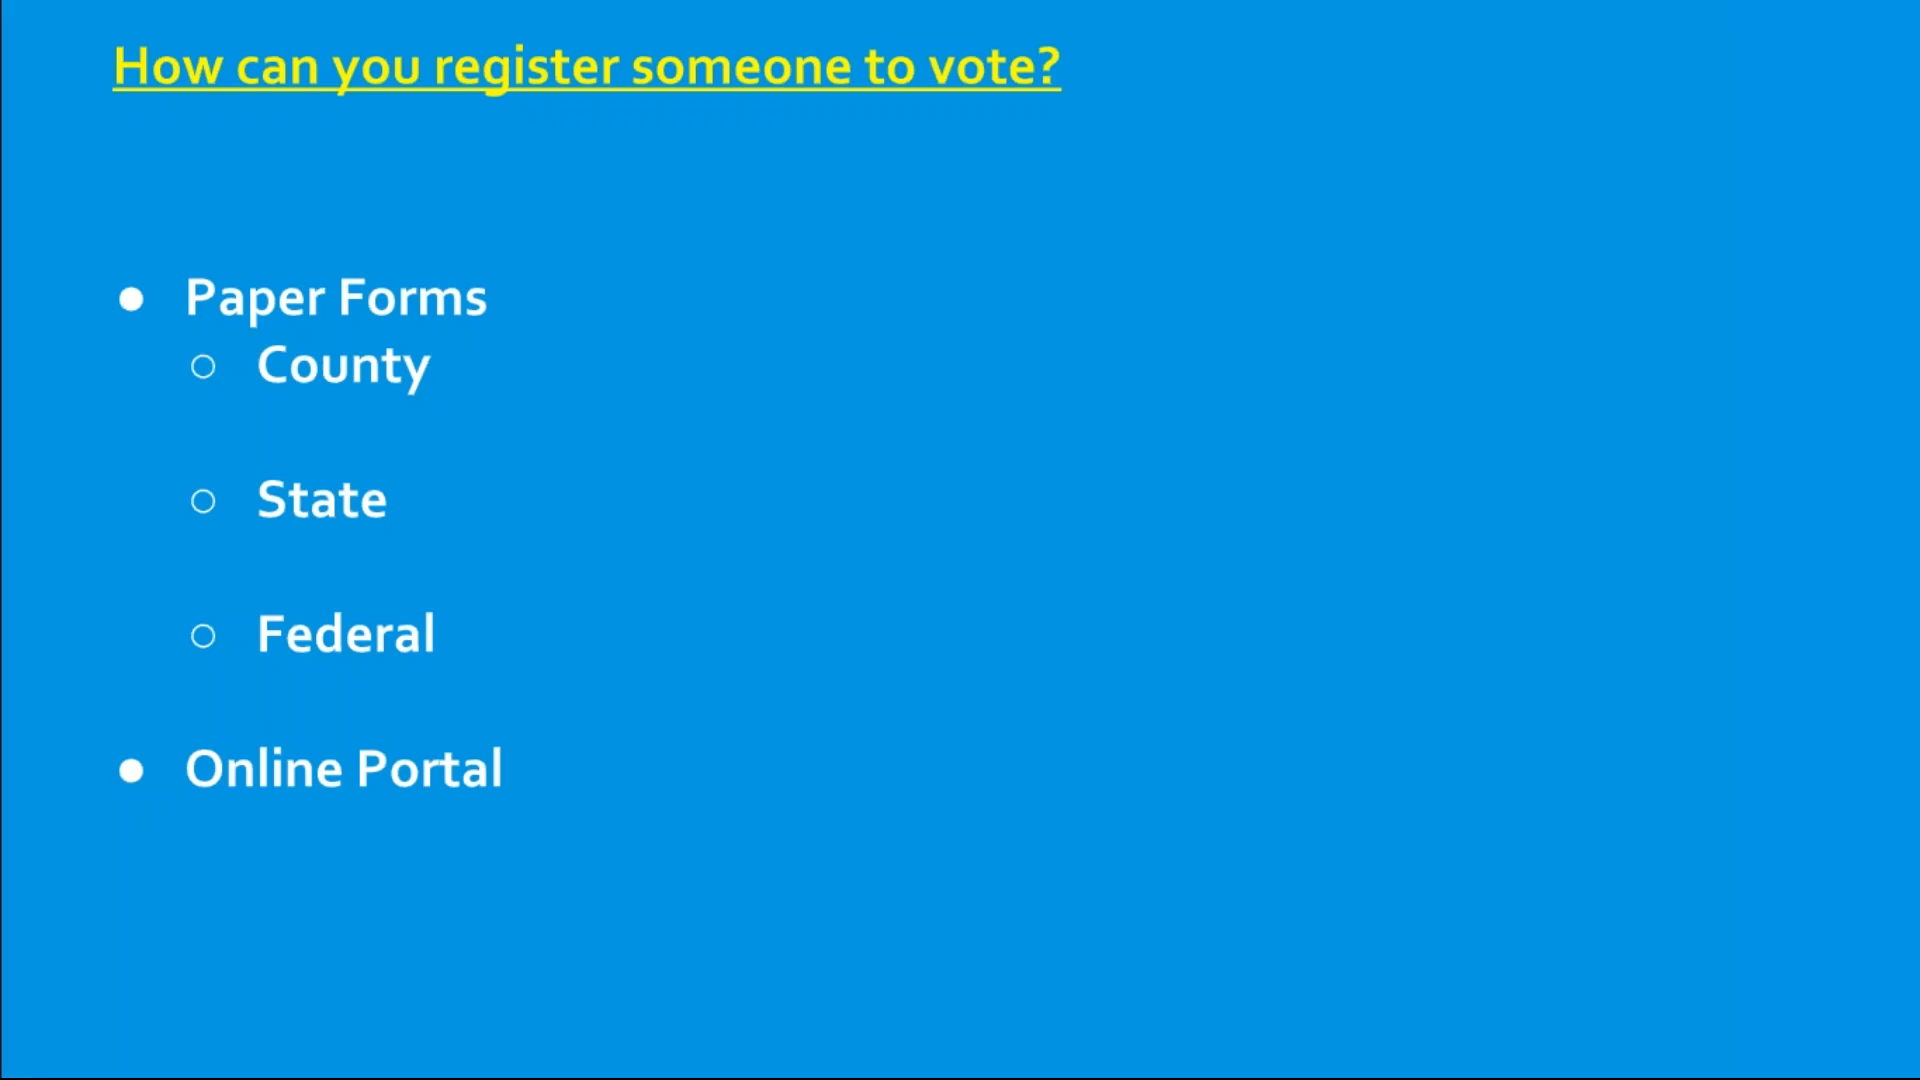 How can you register someone to vote?
● Paper Forms
○ County
○ State
○ Federal
● Online Portal